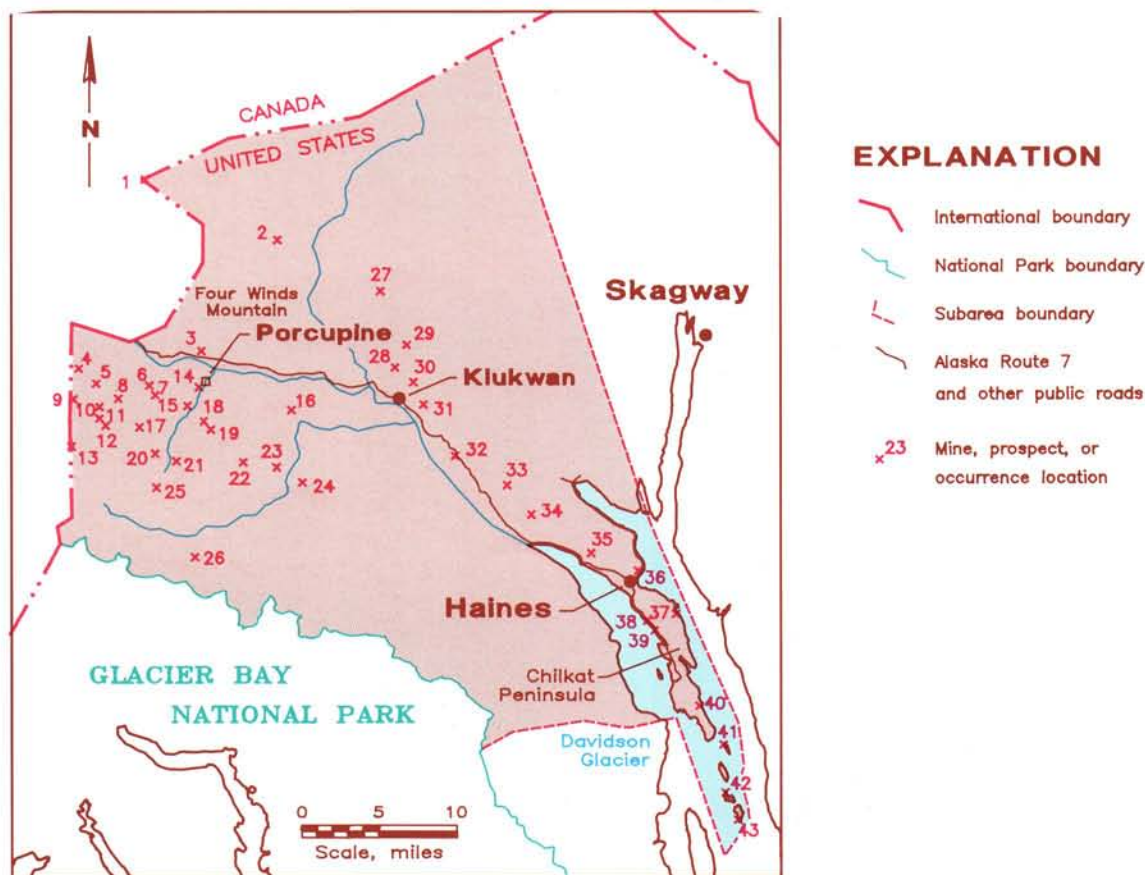 CANADA
UNITED STATES
N
1
2
27
Four Winds
Mountain
Porcupine
Skagway
3
29
28
30
Klukwan
4
5
6
7
8
14
9
10
11
12
15
16
18
31
17
19
13
20
21
22
23
24
25
32
33
34
26
35
36
Haines
37
38
39
Chilkat
Peninsula
40
41
42
43
GLACIER BAY
NATIONAL PARK
Davidson
Glacier
0 5 10
Scale, miles
EXPLANATION
International boundary
National Park boundary
Subarea boundary
Alaska Route 7
and other public roads
23 Mine, prospect, or
occurrence location